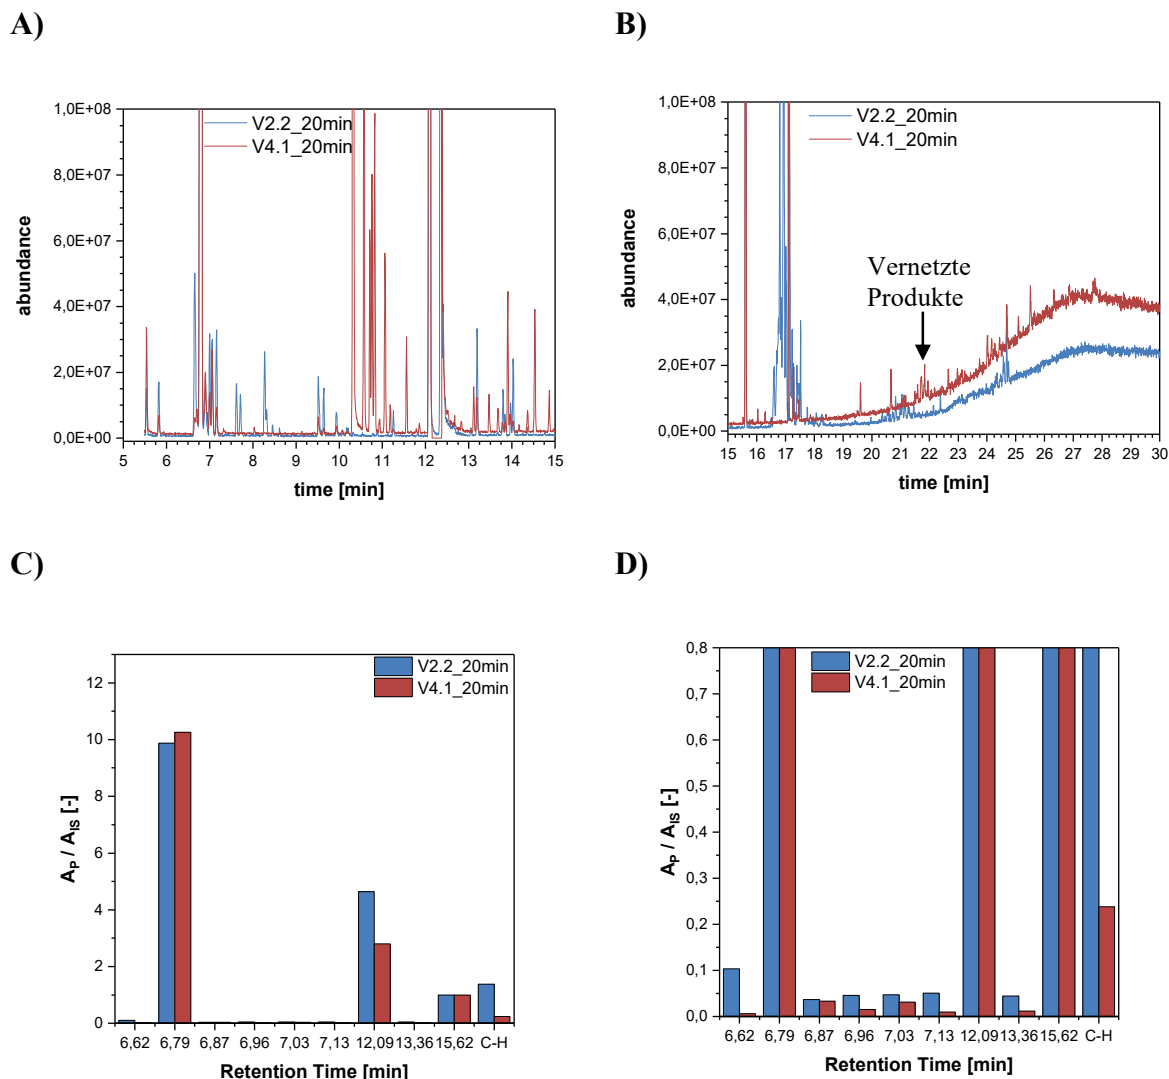 A)
B)
1,0E+08
8,0E+07
6,0E+07
4,0E+07
2,0E+07
0,0E+00
abundance
V2.2_20min
V4.1_20min
5 6 7 8 9 10 11 12 13 14 15
time [min]
1,0E+08
8,0E+07
6,0E+07
4,0E+07
2,0E+07
0,0E+00
abundance
V2.2_20min
V4.1_20min
Vernetzte
Produkte
15 16 17 18 19 20 21 22 23 24 25 26 27 28 29 30
time [min]
C)
D)
12
10
8
6
4
2
0
A_P / A_IS [-]
V2.2_20min
V4.1_20min
6,62 6,79 6,87 6,96 7,03 7,13 12,09 13,36 15,62 C-H
Retention Time [min]
0,8
0,7
0,6
0,5
0,4
0,3
0,2
0,1
0,0
A_P / A_IS [-]
V2.2_20min
V4.1_20min
6,62 6,79 6,87 6,96 7,03 7,13 12,09 13,36 15,62 C-H
Retention Time [min]